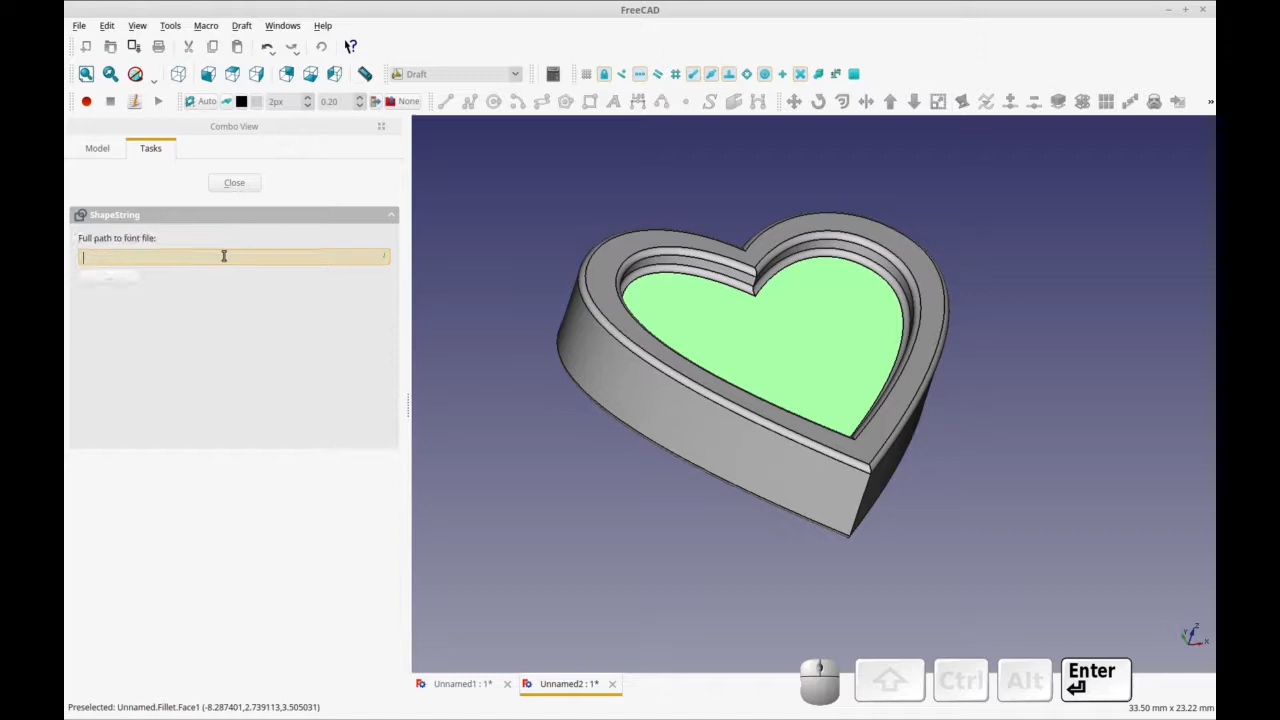 FreeCAD
File Edit View Tools Macro Draft Windows Help
Draft
Auto 2px 0.20 None
»
Combo View
Model Tasks
Close
ShapeString
Full path to font file:
...
Z
Y
X
Unnamed1 : 1* Unnamed2 : 1*
Ctrl Alt Enter
Preselected: Unnamed.Fillet.Face1 (-8.287401,2.739113,3.505031) 33.50 mm x 23.22 mm